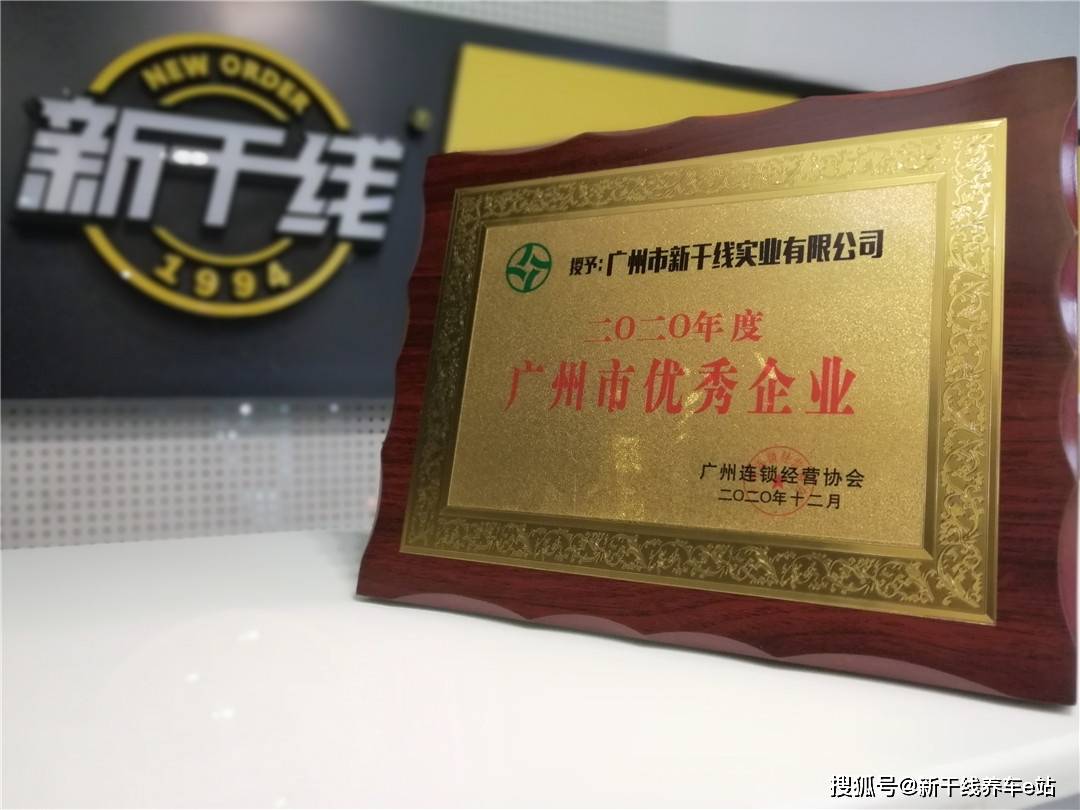 NEW ORDER
新干线
1994
授予:广州市新干线实业有限公司
二〇二〇年度
广州市优秀企业
广州连锁经营协会
二〇二〇年十二月
搜狐号@新干线养车e站